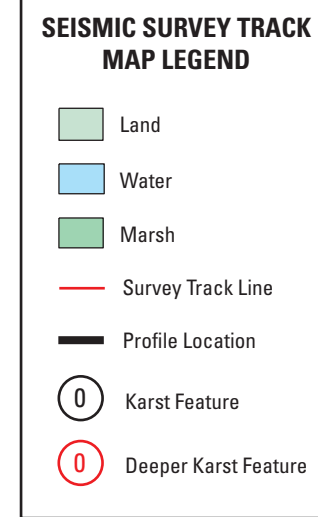 SEISMIC SURVEY TRACK
MAP LEGEND
Land
Water
Marsh
Survey Track Line
Profile Location
0 Karst Feature
0 Deeper Karst Feature